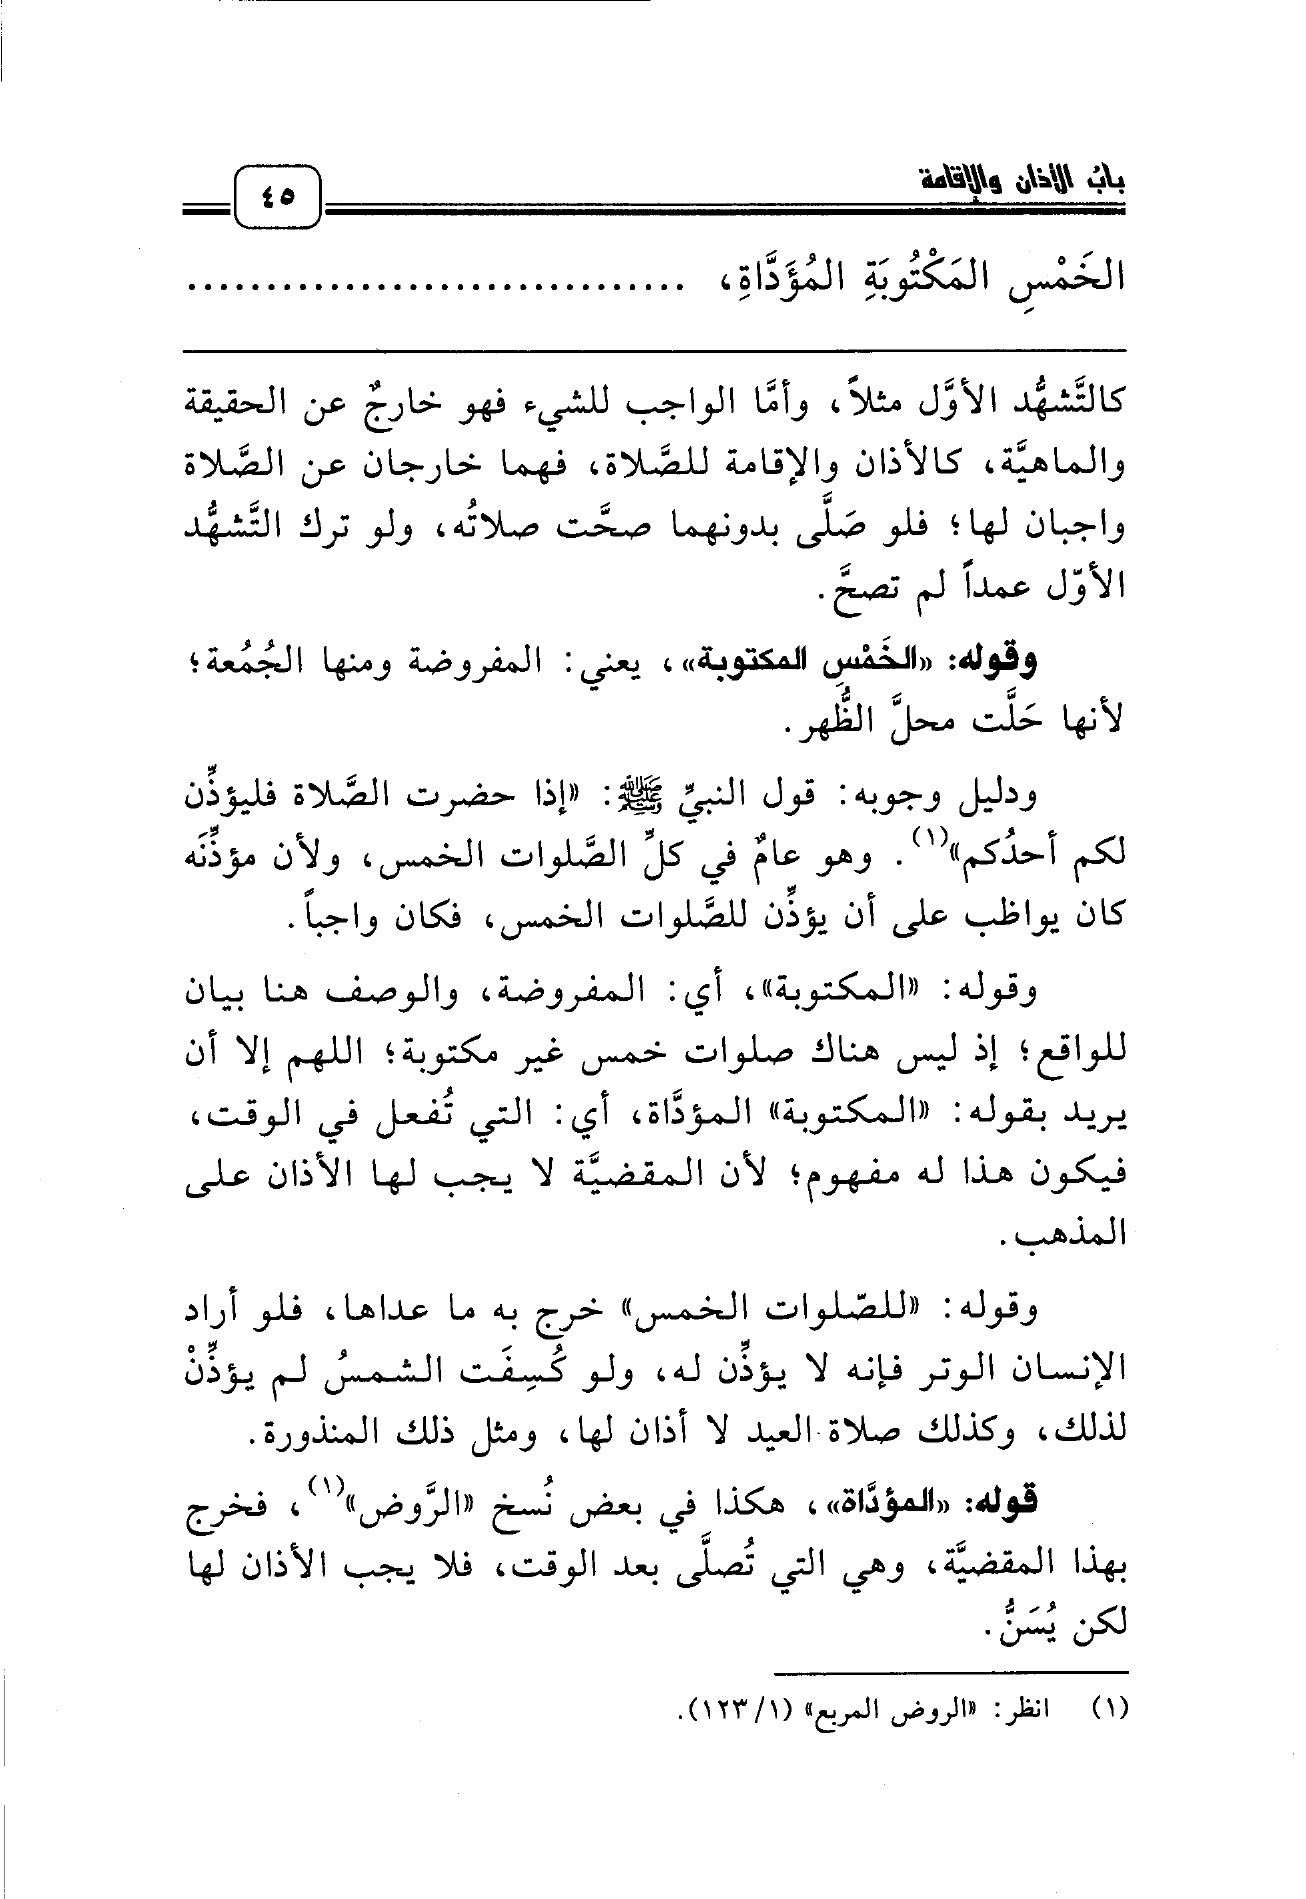 بابُ الأذان والإقامة
٤٥
الخَمْسِ المَكْتُوبَةِ المُؤَدَّاةِ، ................................
كالتَّشهُّد الأوَّل مثلاً، وأمَّا الواجب للشيء فهو خارجٌ عن الحقيقة
والماهيَّة، كالأذان والإقامة للصَّلاة، فهما خارجان عن الصَّلاة
واجبان لها؛ فلو صَلَّى بدونهما صحَّت صلاتُه، ولو ترك التَّشهُّد
الأوّل عمداً لم تصحَّ.
وقوله: «الخَمْسِ المكتوبة»، يعني: المفروضة ومنها الجُمُعة؛
لأنها حَلَّت محلَّ الظُّهر.
ودليل وجوبه: قول النبيِّ ﷺ: «إذا حضرت الصَّلاة فليؤذِّن
لكم أحدُكم»(١). وهو عامٌ في كلِّ الصَّلوات الخمس، ولأن مؤذِّنَه
كان يواظب على أن يؤذِّن للصَّلوات الخمس، فكان واجباً.
وقوله: «المكتوبة»، أي: المفروضة، والوصف هنا بيان
للواقع؛ إذ ليس هناك صلوات خمس غير مكتوبة؛ اللهم إلا أن
يريد بقوله: «المكتوبة» المؤدَّاة، أي: التي تُفعل في الوقت،
فيكون هذا له مفهوم؛ لأن المقضيَّة لا يجب لها الأذان على
المذهب.
وقوله: «للصّلوات الخمس» خرج به ما عداها، فلو أراد
الإنسان الوتر فإنه لا يؤذِّن له، ولو كُسِفَت الشمسُ لم يؤذِّنْ
لذلك، وكذلك صلاة العيد لا أذان لها، ومثل ذلك المنذورة.
قوله: «المؤدَّاة»، هكذا في بعض نُسخ «الرَّوض»(١)، فخرج
بهذا المقضيَّة، وهي التي تُصلَّى بعد الوقت، فلا يجب الأذان لها
لكن يُسَنُّ.
(١) انظر: «الروض المربع» (١/ ١٢٣).